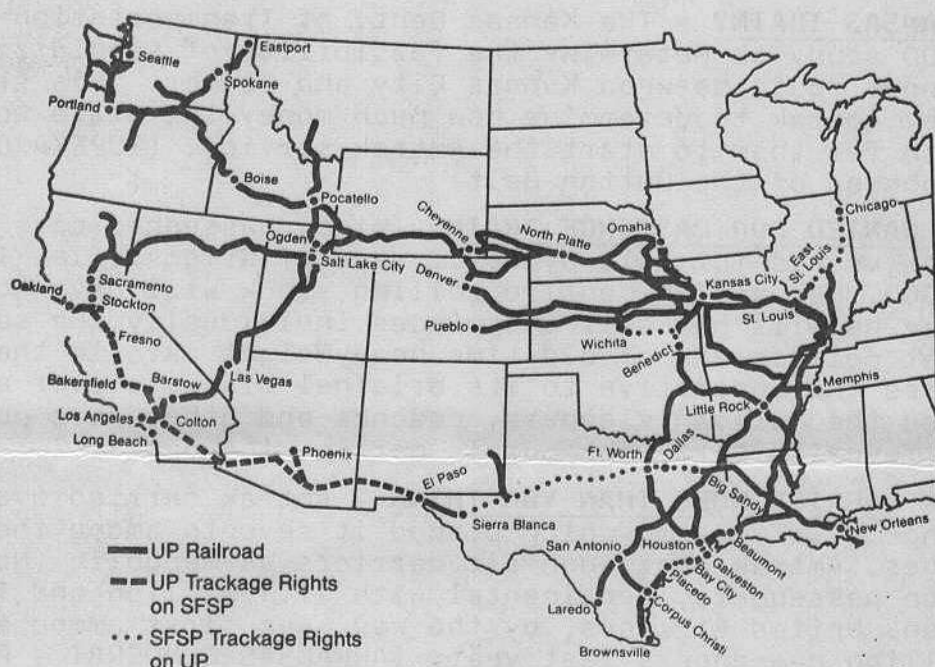 Seattle
Eastport
Spokane
Portland
Boise
Pocatello
Chicago
Cheyenne
North Platte
Omaha
Ogden
Salt Lake City
East
St. Louis
Sacramento
Denver
Oakland
Stockton
Kansas City
St. Louis
Fresno
Pueblo
Wichita
Benedict
Bakersfield
Barstow
Las Vegas
Memphis
Los Angeles
Colton
Little Rock
Long Beach
Phoenix
Ft. Worth
Dallas
El Paso
Big Sandy
Sierra Blanca
New Orleans
San Antonio
Houston
Beaumont
Galveston
Bay City
Placedo
Laredo
Corpus Christi
Brownsville
UP Railroad
UP Trackage Rights
on SFSP
SFSP Trackage Rights
on UP